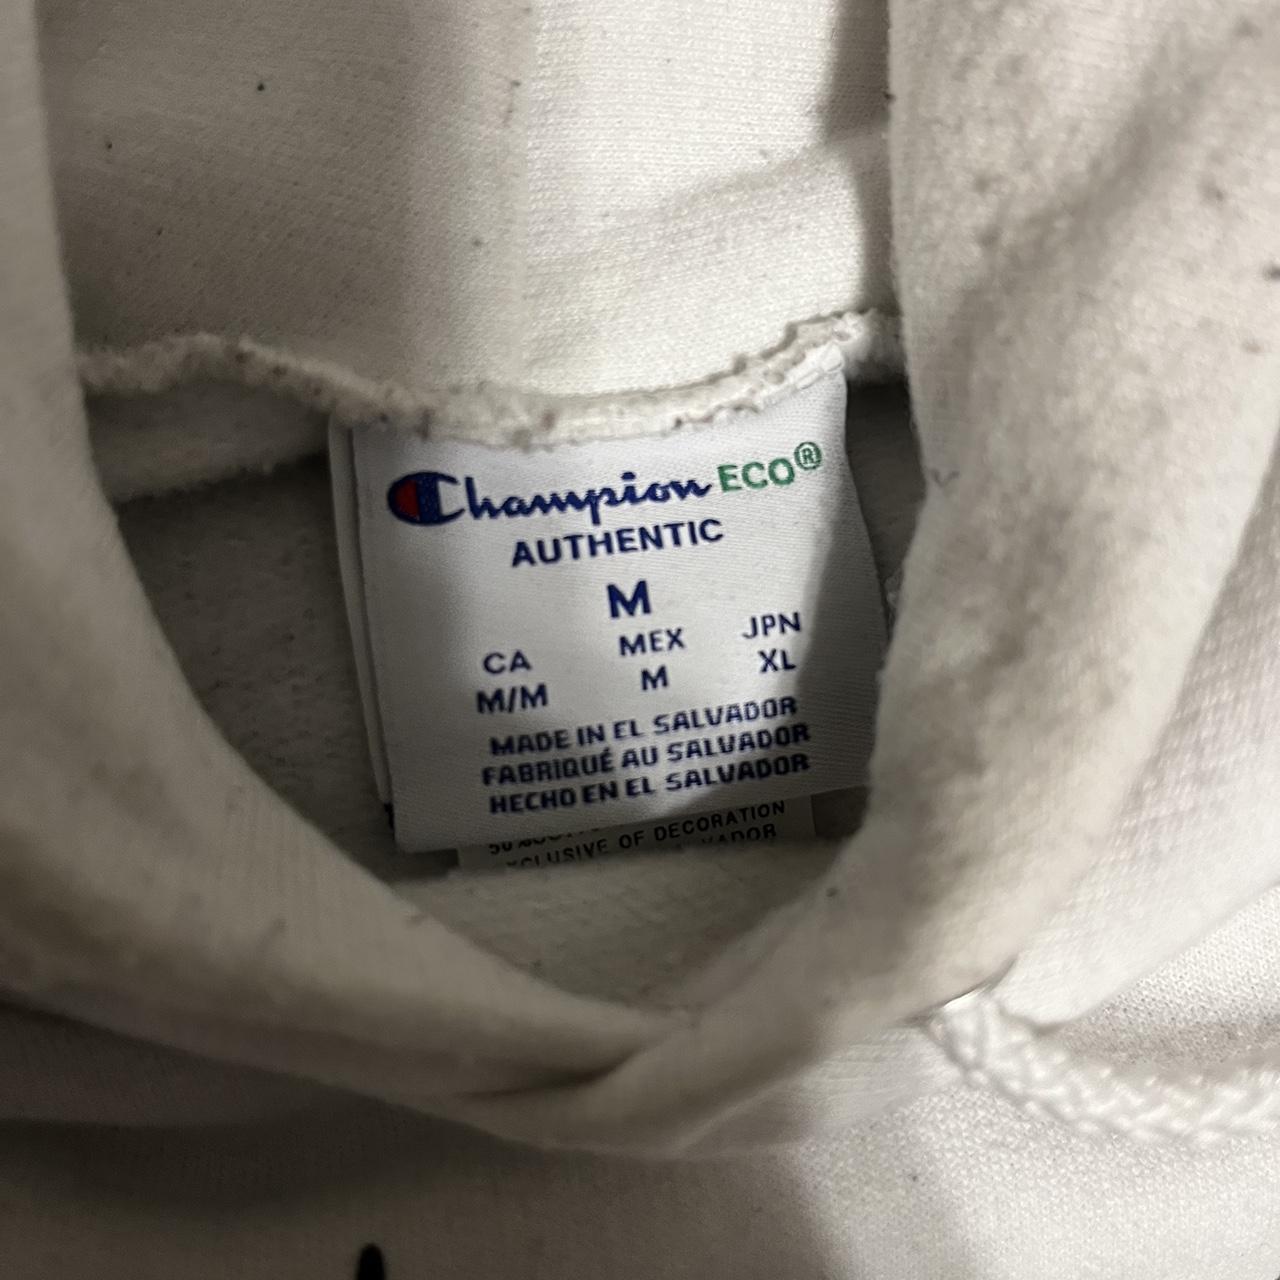 Champion ECO®
AUTHENTIC
M
CA MEX JPN
M/M M XL
MADE IN EL SALVADOR
FABRIQUÉ AU SALVADOR
HECHO EN EL SALVADOR
OF DECORATION